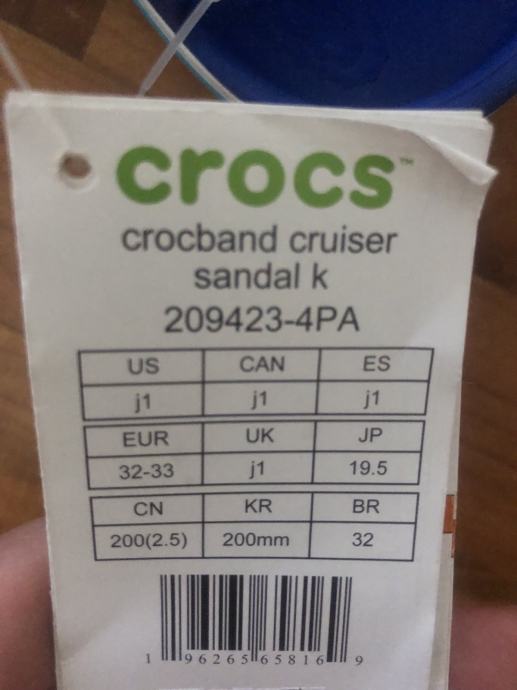 crocs™
crocband cruiser
sandal k
209423-4PA
US CAN ES
j1 j1 j1
EUR UK JP
32-33 j1 19.5
CN KR BR
200(2.5) 200mm 32
1 96265 65816 9